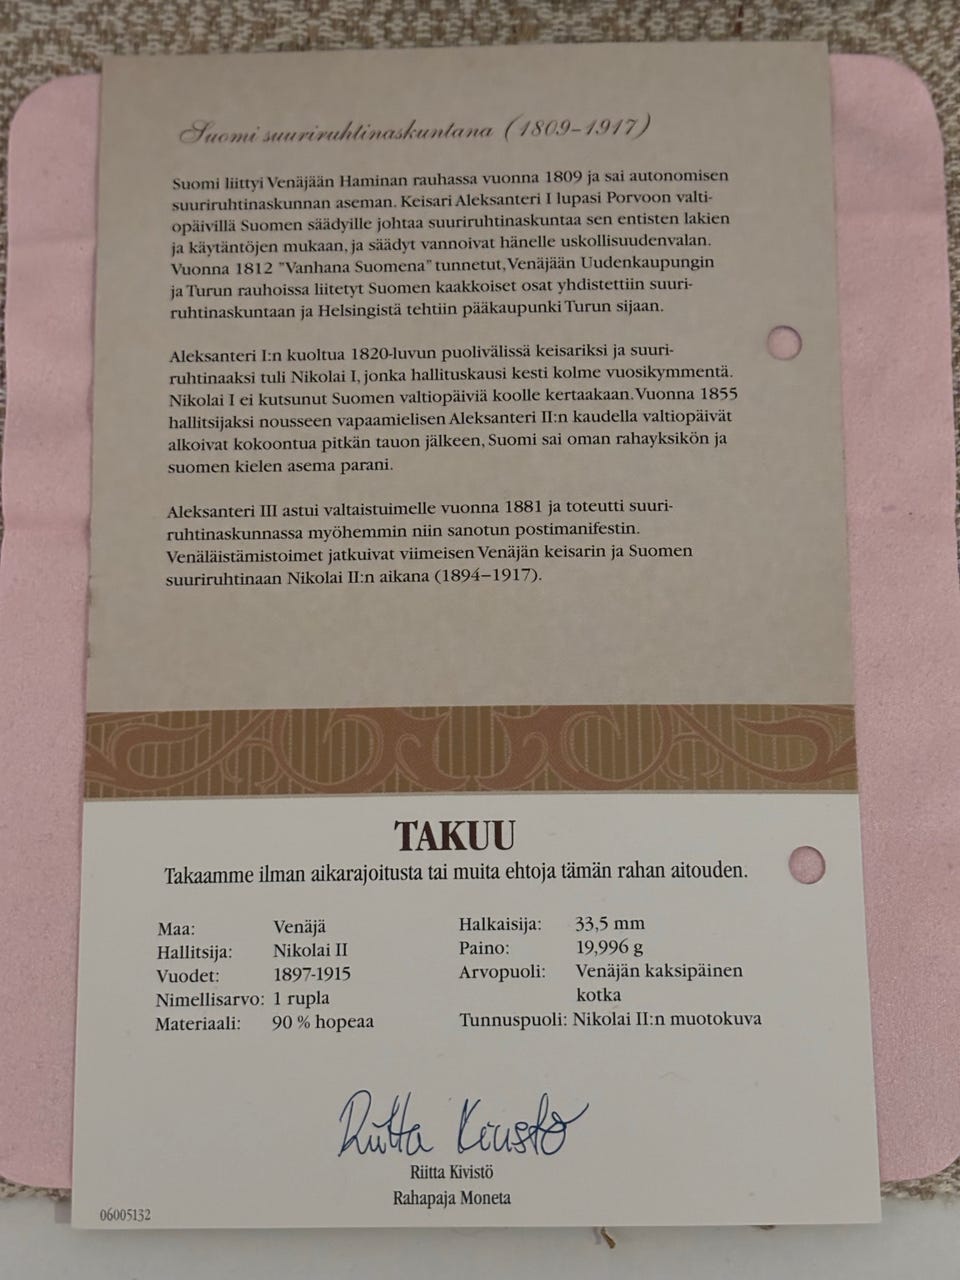 Suomi suuriruhtinaskuntana (1809–1917)
Suomi liittyi Venäjään Haminan rauhassa vuonna 1809 ja sai autonomisen
suuriruhtinaskunnan aseman. Keisari Aleksanteri I lupasi Porvoon valti-
opäivillä Suomen säädyille johtaa suuriruhtinaskuntaa sen entisten lakien
ja käytäntöjen mukaan, ja säädyt vannoivat hänelle uskollisuudenvalan.
Vuonna 1812 "Vanhana Suomena" tunnetut, Venäjään Uudenkaupungin
ja Turun rauhoissa liitetyt Suomen kaakkoiset osat yhdistettiin suuri-
ruhtinaskuntaan ja Helsingistä tehtiin pääkaupunki Turun sijaan.
Aleksanteri I:n kuoltua 1820-luvun puolivälissä keisariksi ja suuri-
ruhtinaaksi tuli Nikolai I, jonka hallituskausi kesti kolme vuosikymmentä.
Nikolai I ei kutsunut Suomen valtiopäiviä koolle kertaakaan. Vuonna 1855
hallitsijaksi nousseen vapaamielisen Aleksanteri II:n kaudella valtiopäivät
alkoivat kokoontua pitkän tauon jälkeen, Suomi sai oman rahayksikön ja
suomen kielen asema parani.
Aleksanteri III astui valtaistuimelle vuonna 1881 ja toteutti suuri-
ruhtinaskunnassa myöhemmin niin sanotun postimanifestin.
Venäläistämistoimet jatkuivat viimeisen Venäjän keisarin ja Suomen
suuriruhtinaan Nikolai II:n aikana (1894–1917).
TAKUU
Takaamme ilman aikarajoitusta tai muita ehtoja tämän rahan aitouden.
Maa: Venäjä
Hallitsija: Nikolai II
Vuodet: 1897-1915
Nimellisarvo: 1 rupla
Materiaali: 90 % hopeaa
Halkaisija: 33,5 mm
Paino: 19,996 g
Arvopuoli: Venäjän kaksipäinen
kotka
Tunnuspuoli: Nikolai II:n muotokuva
Riitta Kivistö
Riitta Kivistö
Rahapaja Moneta
06005132